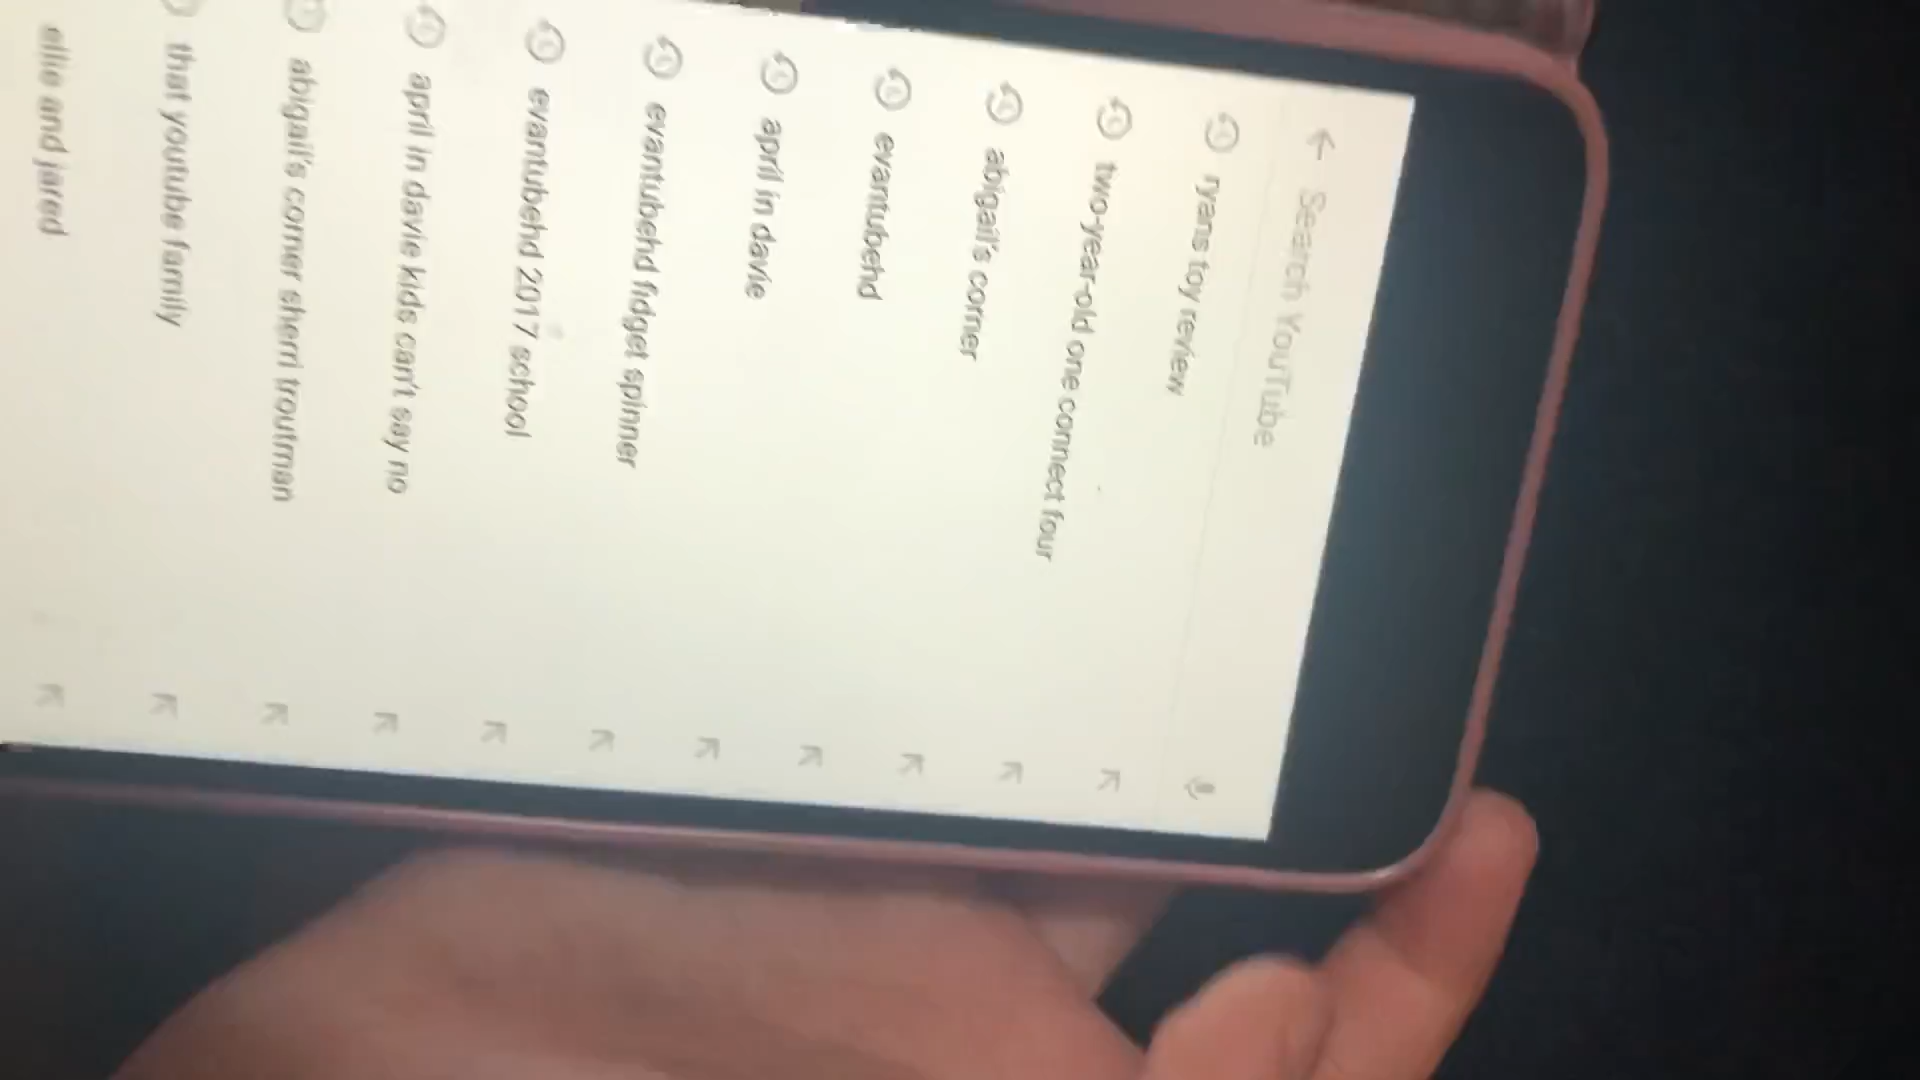 Search YouTube
ryans toy review
two-year-old one connect four
abigail's corner
evantubehd
april in davie
evantubehd fidget spinner
evantubehd 2017 school
april in davie kids can't say no
abigail's corner sherri troutman
that youtube family
ellie and jared